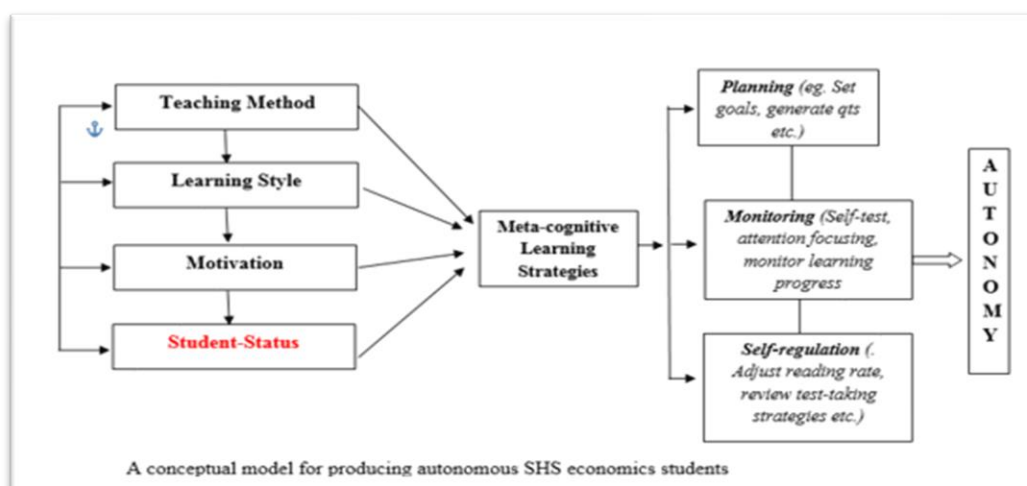 Teaching Method
Learning Style
Motivation
Student-Status
Meta-cognitive
Learning
Strategies
Planning (eg. Set
goals, generate qts
etc.)
Monitoring (Self-test,
attention focusing,
monitor learning
progress
Self-regulation (.
Adjust reading rate,
review test-taking
strategies etc.)
A
U
T
O
N
O
M
Y
A conceptual model for producing autonomous SHS economics students